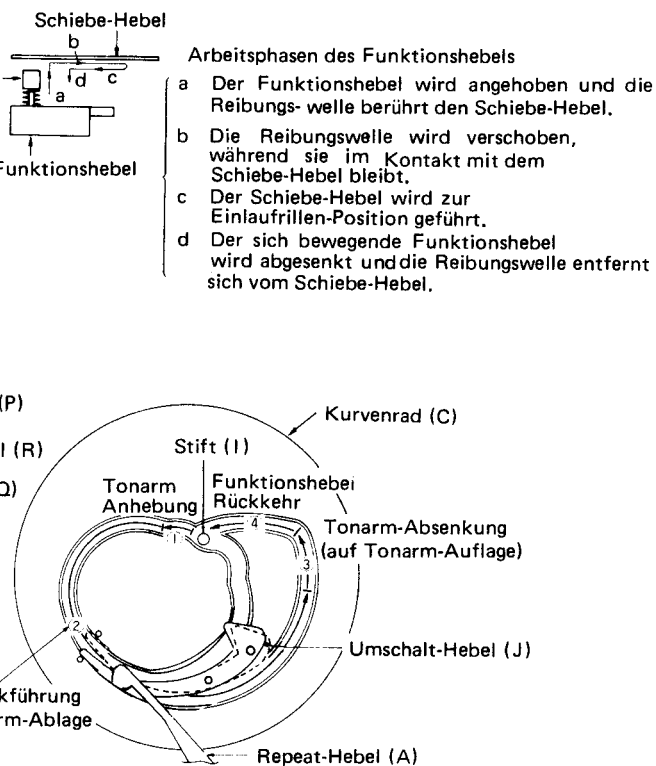 Schiebe-Hebel
b
d c
a
Funktionshebel
Arbeitsphasen des Funktionshebels
a Der Funktionshebel wird angehoben und die
Reibungs- welle berührt den Schiebe-Hebel.
b Die Reibungswelle wird verschoben,
während sie im Kontakt mit dem
Schiebe-Hebel bleibt.
c Der Schiebe-Hebel wird zur
Einlaufrillen-Position geführt.
d Der sich bewegende Funktionshebel
wird abgesenkt und die Reibungswelle entfernt
sich vom Schiebe-Hebel.
(P)
(R)
Q)
Kurvenrad (C)
Stift (I)
Tonarm
Anhebung
Funktionshebel
Rückkehr
Tonarm-Absenkung
(auf Tonarm-Auflage)
1
4
3
2
Umschalt-Hebel (J)
kführung
rm-Ablage
Repeat-Hebel (A)